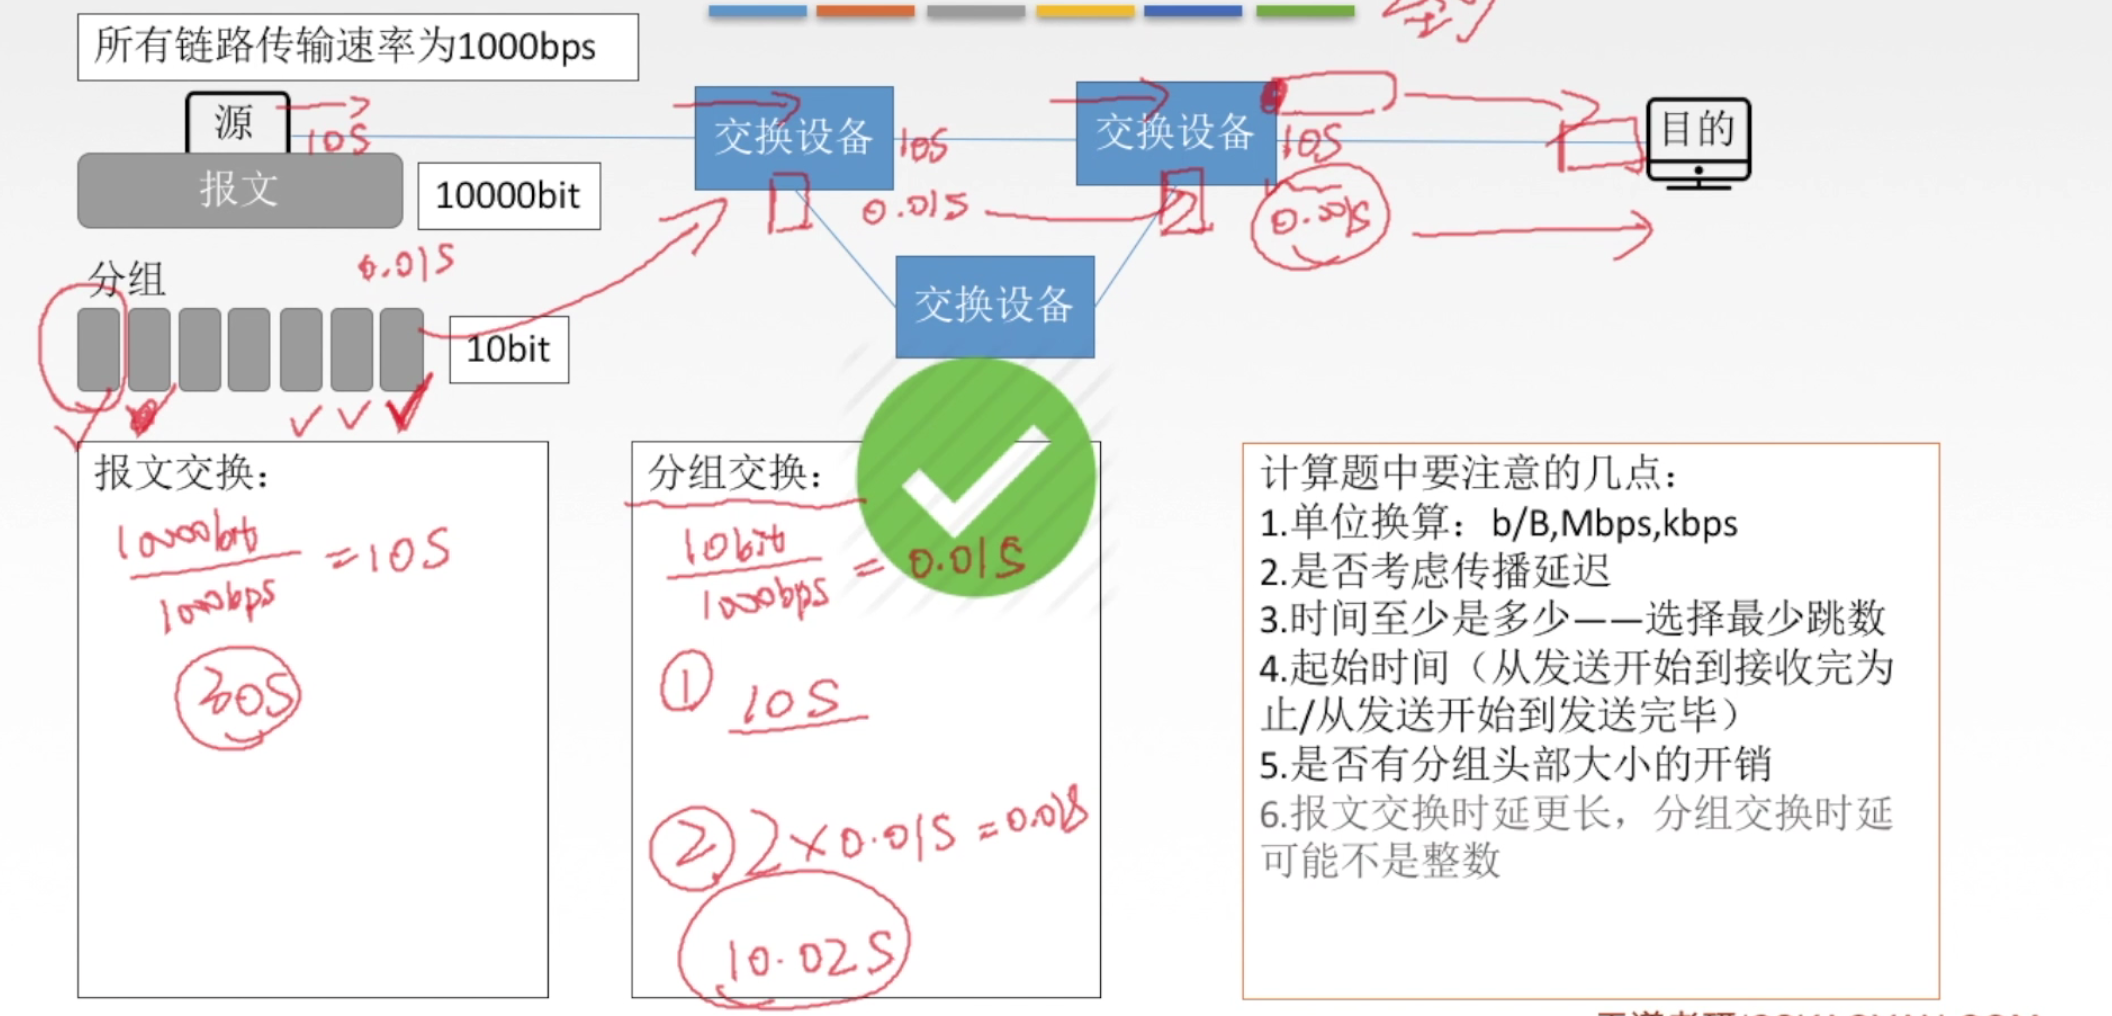 所有链路传输速率为1000bps
源
10S
交换设备
10S
交换设备
10S
目的
报文
10000bit
0.01S
分组
0.01S
10bit
交换设备
报文交换：
10000bit
1000bps
=10S
30S
分组交换：
10bit
1000bps
= 0.01S
① 10S
② 2×0.01S =0.02S
10.02S
计算题中要注意的几点：
1.单位换算：b/B,Mbps,kbps
2.是否考虑传播延迟
3.时间至少是多少——选择最少跳数
4.起始时间（从发送开始到接收完为
止/从发送开始到发送完毕）
5.是否有分组头部大小的开销
6.报文交换时延更长，分组交换时延
可能不是整数